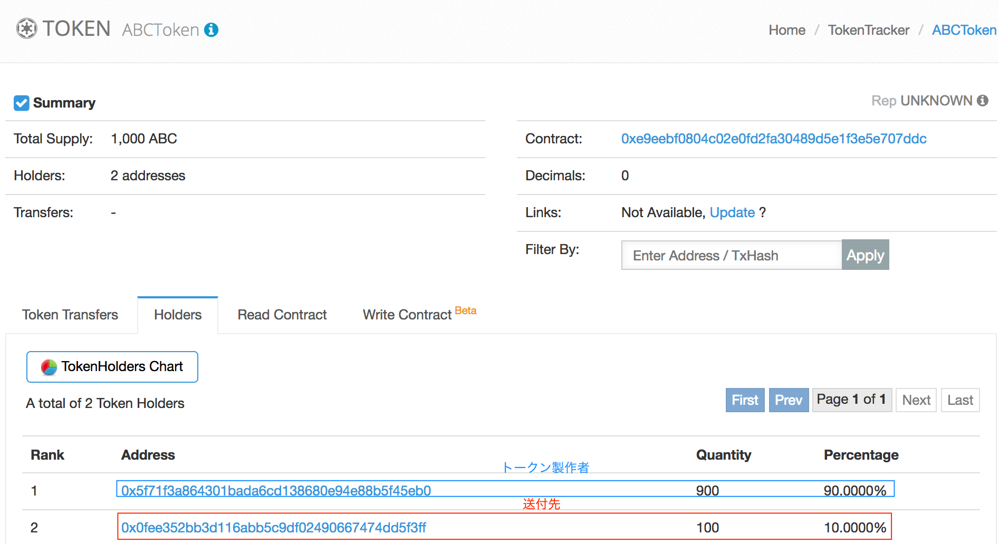 TOKEN ABCToken
Home / TokenTracker / ABCToken
Summary
Rep UNKNOWN
Total Supply: 1,000 ABC
Contract: 0xe9eebf0804c02e0fd2fa30489d5e1f3e5e707ddc
Holders: 2 addresses
Decimals: 0
Transfers: -
Links: Not Available, Update ?
Filter By: Enter Address / TxHash Apply
Token Transfers Holders Read Contract Write Contract Beta
TokenHolders Chart
A total of 2 Token Holders
First Prev Page 1 of 1 Next Last
Rank Address Quantity Percentage
トークン製作者
1 0x5f71f3a864301bada6cd138680e94e88b5f45eb0 900 90.0000%
送付先
2 0x0fee352bb3d116abb5c9df02490667474dd5f3ff 100 10.0000%